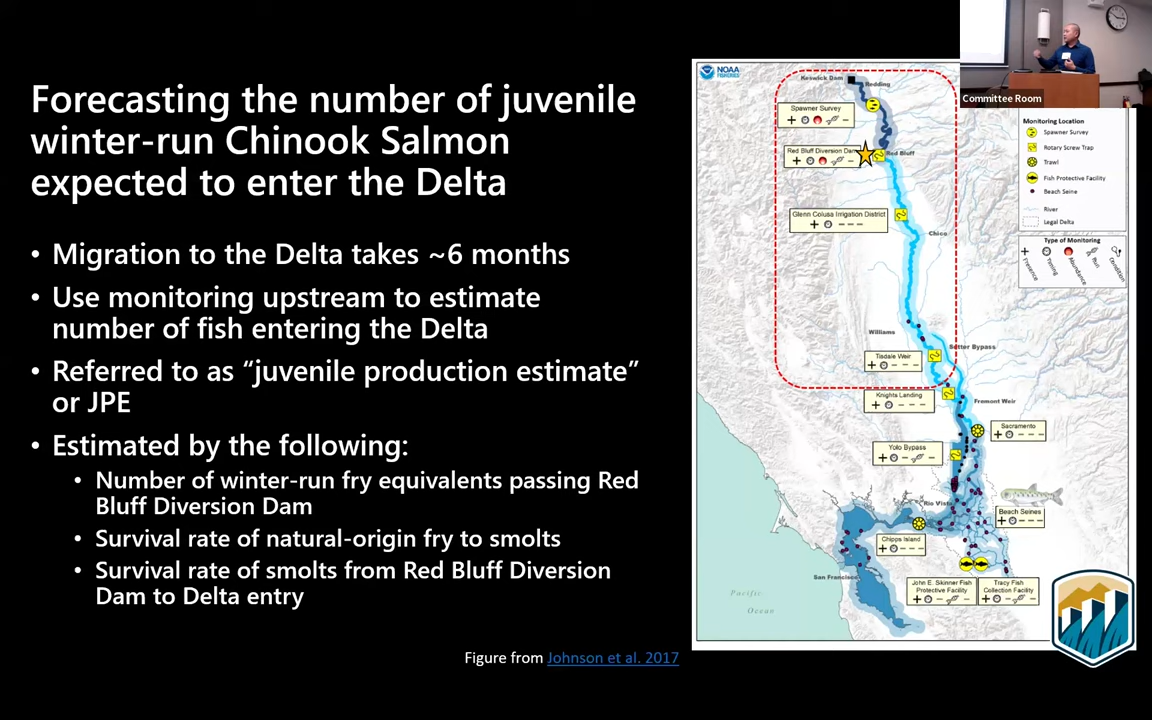 Forecasting the number of juvenile
winter-run Chinook Salmon
expected to enter the Delta
• Migration to the Delta takes ~6 months
• Use monitoring upstream to estimate
number of fish entering the Delta
• Referred to as “juvenile production estimate”
or JPE
• Estimated by the following:
• Number of winter-run fry equivalents passing Red
Bluff Diversion Dam
• Survival rate of natural-origin fry to smolts
• Survival rate of smolts from Red Bluff Diversion
Dam to Delta entry
Figure from Johnson et al. 2017
Committee Room
NOAA
FISHERIES
Keswick Dam
Redding
Spawner Survey
Red Bluff Diversion Dam
Red Bluff
Glenn Colusa Irrigation District
Chico
Williams
Sutter Bypass
Tisdale Weir
Knights Landing
Fremont Weir
Sacramento
Yolo Bypass
Rio Vista
Beach Seines
Chipps Island
San Francisco
John E. Skinner Fish
Protective Facility
Tracy Fish
Collection Facility
Pacific
Ocean
Monitoring Location
Spawner Survey
Rotary Screw Trap
Trawl
Fish Protective Facility
Beach Seine
River
Legal Delta
Type of Monitoring
Presence
Timing
Abundance
Run
Condition